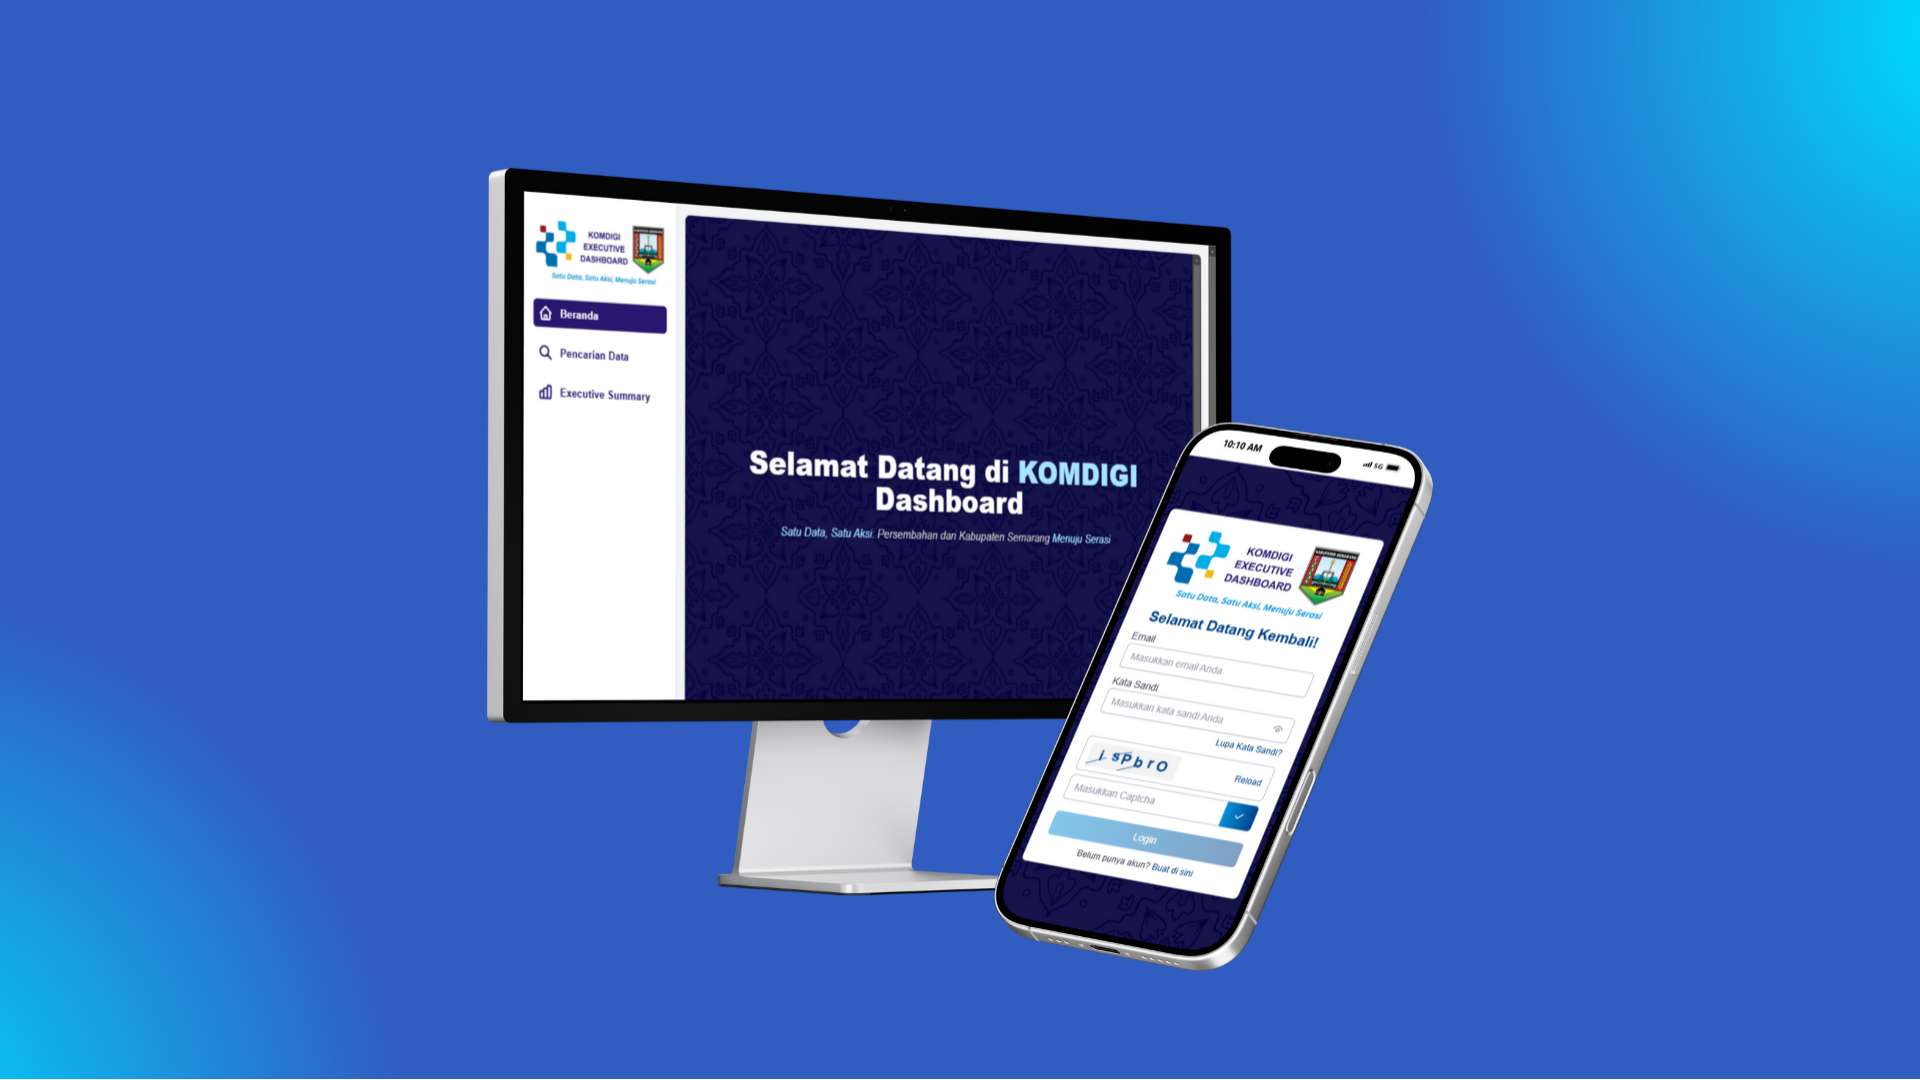 KOMDIGI
EXECUTIVE
DASHBOARD
Satu Data, Satu Aksi, Menuju Serasi
Beranda
Pencarian Data
Executive Summary
Selamat Datang di KOMDIGI
Dashboard
Satu Data, Satu Aksi. Persembahan dari Kabupaten Semarang Menuju Serasi
10:10 AM
5G
KOMDIGI
EXECUTIVE
DASHBOARD
KABUPATEN SEMARANG
Satu Data, Satu Aksi, Menuju Serasi
Selamat Datang Kembali!
Email
Masukkan email Anda
Kata Sandi
Masukkan kata sandi Anda
Lupa Kata Sandi?
i s P b r O
Reload
Masukkan Captcha
Login
Belum punya akun? Buat di sini